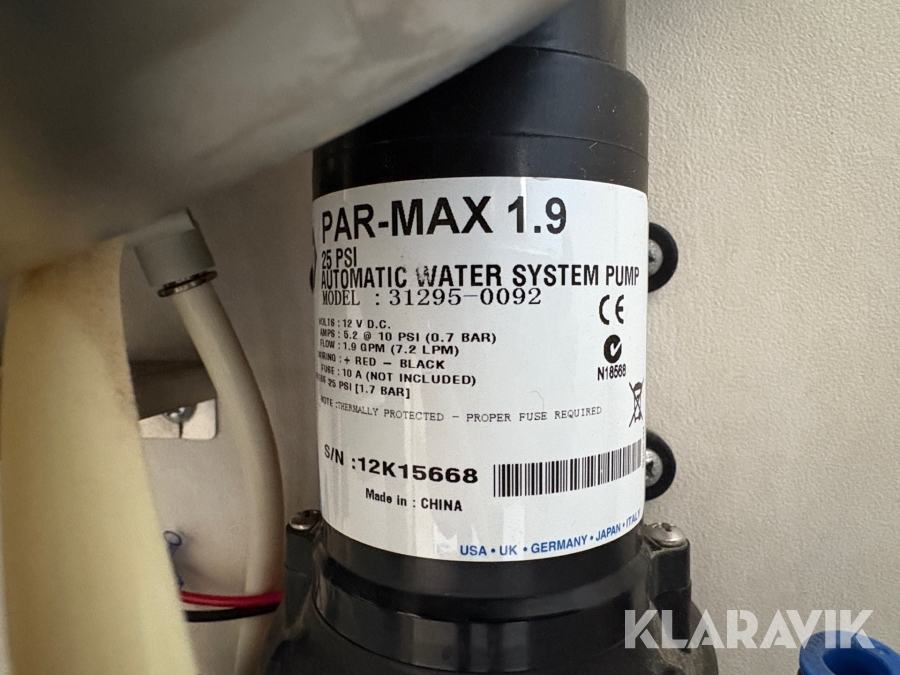 PAR-MAX 1.9
25 PSI
AUTOMATIC WATER SYSTEM PUMP
MODEL : 31295-0092
VOLTS : 12 V D.C.
AMPS : 5.2 @ 10 PSI (0.7 BAR)
FLOW : 1.9 GPM (7.2 LPM)
WIRING : + RED - BLACK
FUSE : 10 A (NOT INCLUDED)
25 PSI [1.7 BAR]
NOTE :THERMALLY PROTECTED - PROPER FUSE REQUIRED
CE
N18568
S/N :12K15668
Made in : CHINA
USA • UK • GERMANY • JAPAN • ITALY
KLARAVIK